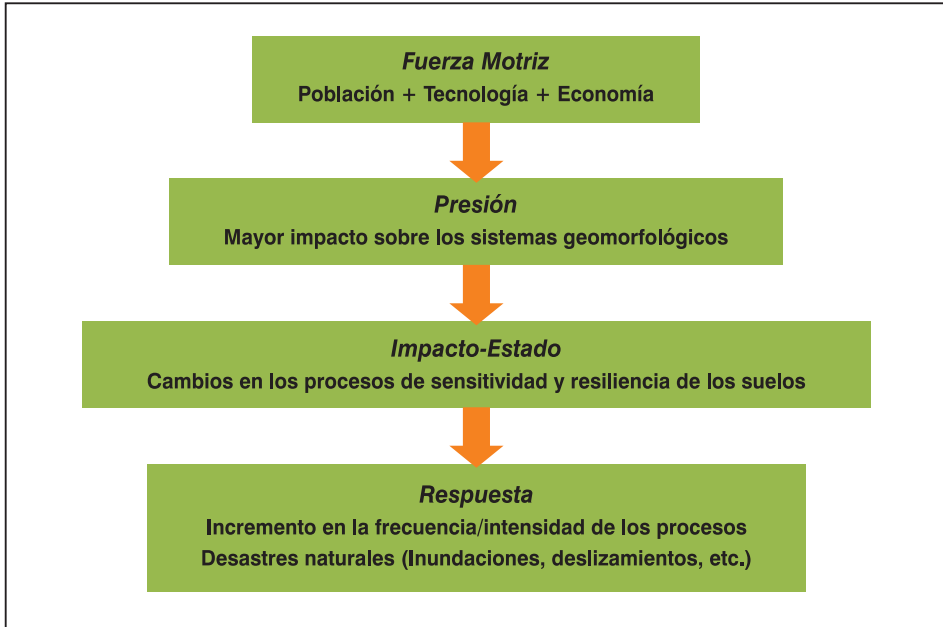 Fuerza Motriz
Población + Tecnología + Economía
Presión
Mayor impacto sobre los sistemas geomorfológicos
Impacto-Estado
Cambios en los procesos de sensitividad y resiliencia de los suelos
Respuesta
Incremento en la frecuencia/intensidad de los procesos
Desastres naturales (Inundaciones, deslizamientos, etc.)